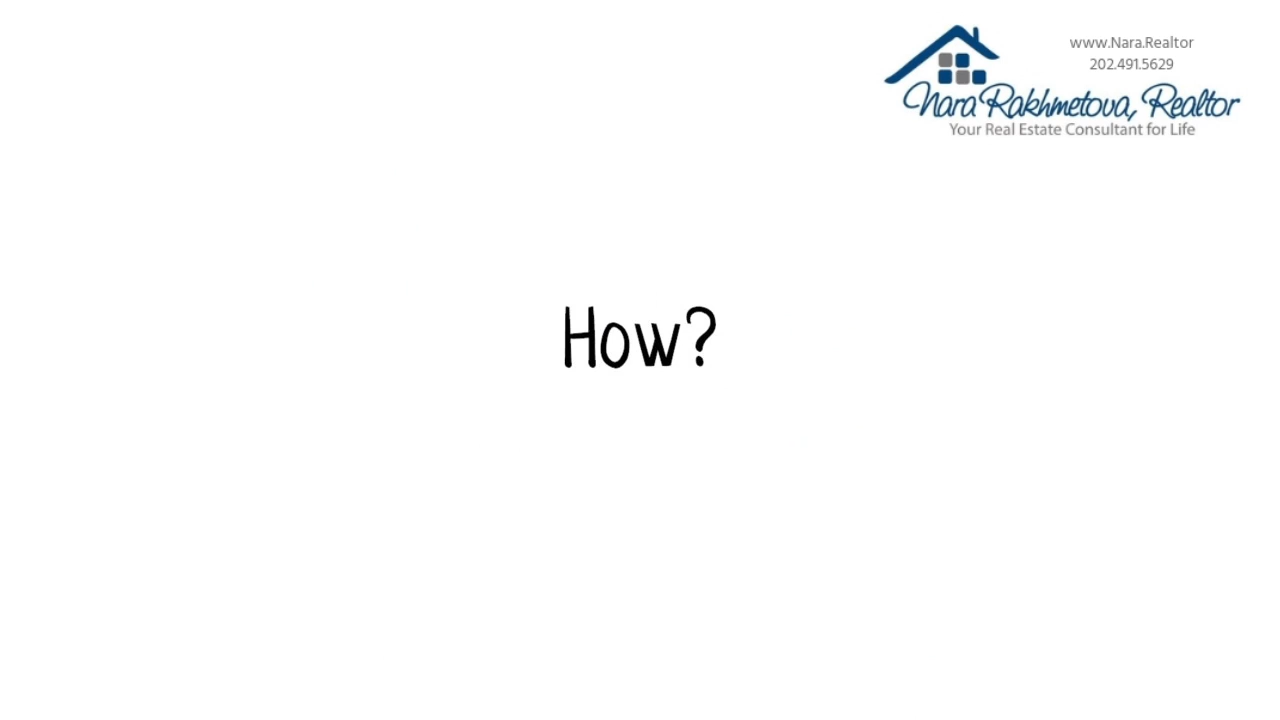 www.Nara.Realtor
202.491.5629
Nara Rakhmetova, Realtor
Your Real Estate Consultant for Life
How?